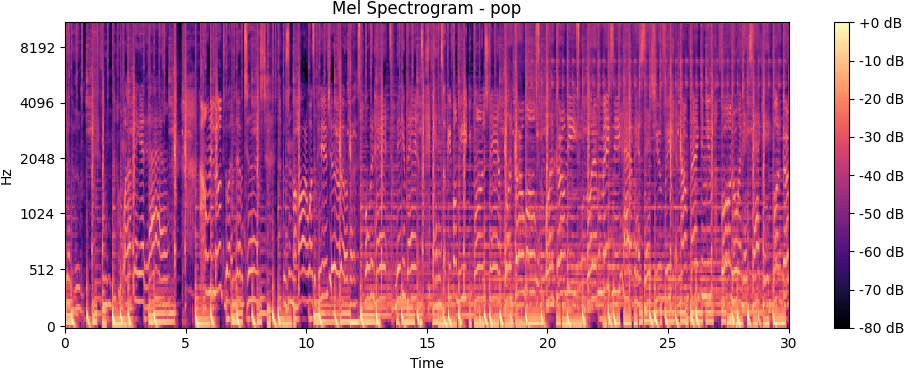 Mel Spectrogram - pop
Hz
8192
4096
2048
1024
512
0
0 5 10 15 20 25 30
Time
+0 dB
-10 dB
-20 dB
-30 dB
-40 dB
-50 dB
-60 dB
-70 dB
-80 dB